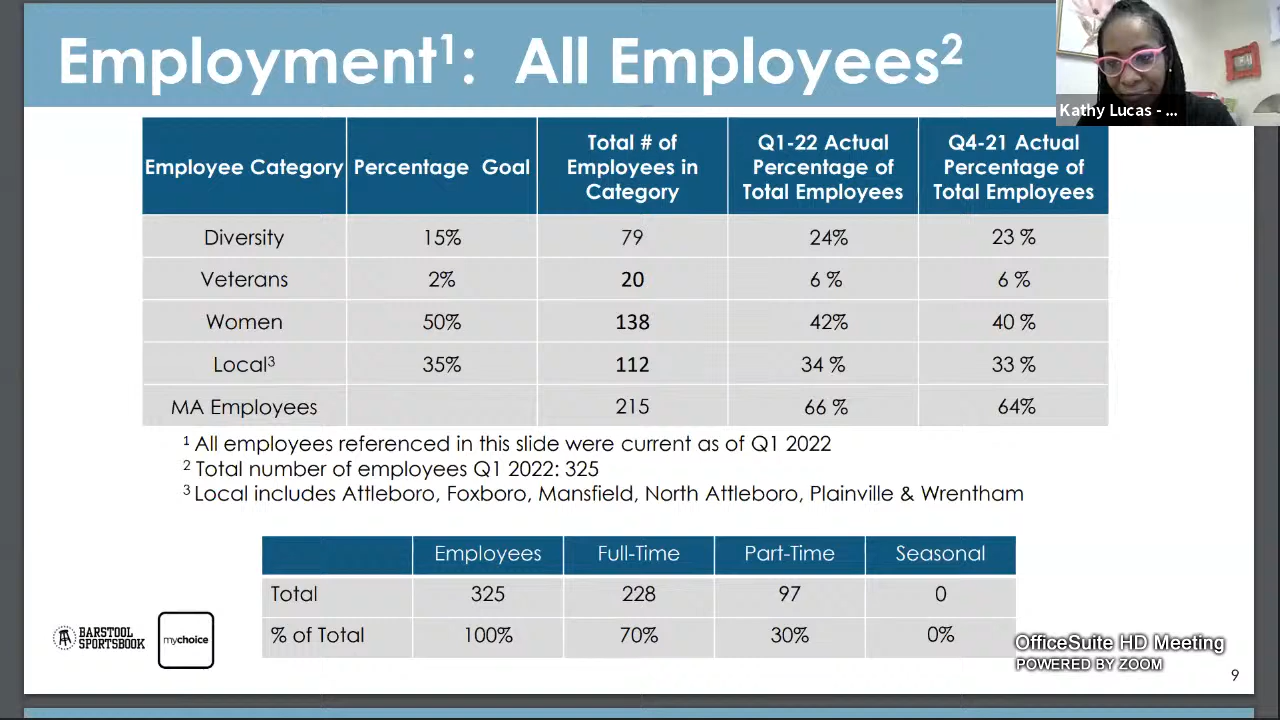 Employment¹: All Employees²
Kathy Lucas - ...
Employee Category Percentage Goal Total # of Employees in Category Q1-22 Actual Percentage of Total Employees Q4-21 Actual Percentage of Total Employees
Diversity 15% 79 24% 23 %
Veterans 2% 20 6 % 6 %
Women 50% 138 42% 40 %
Local³ 35% 112 34 % 33 %
MA Employees 215 66 % 64%
¹ All employees referenced in this slide were current as of Q1 2022
² Total number of employees Q1 2022: 325
³ Local includes Attleboro, Foxboro, Mansfield, North Attleboro, Plainville & Wrentham
Employees Full-Time Part-Time Seasonal
Total 325 228 97 0
% of Total 100% 70% 30% 0%
BARSTOOL
SPORTSBOOK
mychoice
OfficeSuite HD Meeting
POWERED BY ZOOM
9